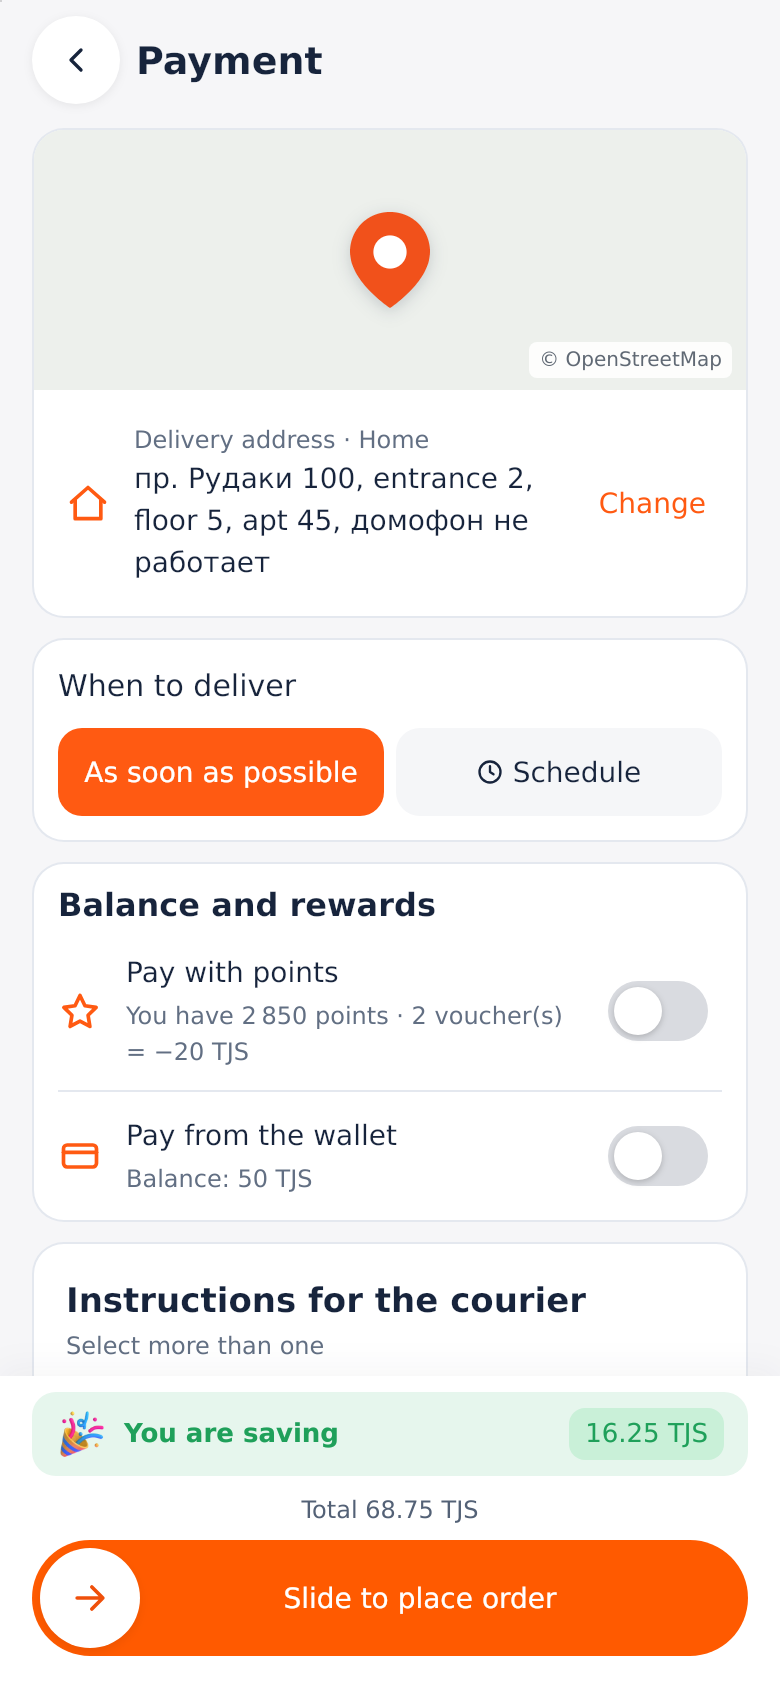 Payment
© OpenStreetMap
Delivery address · Home
пр. Рудаки 100, entrance 2,
floor 5, apt 45, домофон не
работает
Change
When to deliver
As soon as possible
Schedule
Balance and rewards
Pay with points
You have 2 850 points · 2 voucher(s)
= −20 TJS
Pay from the wallet
Balance: 50 TJS
Instructions for the courier
Select more than one
You are saving
16.25 TJS
Total 68.75 TJS
Slide to place order